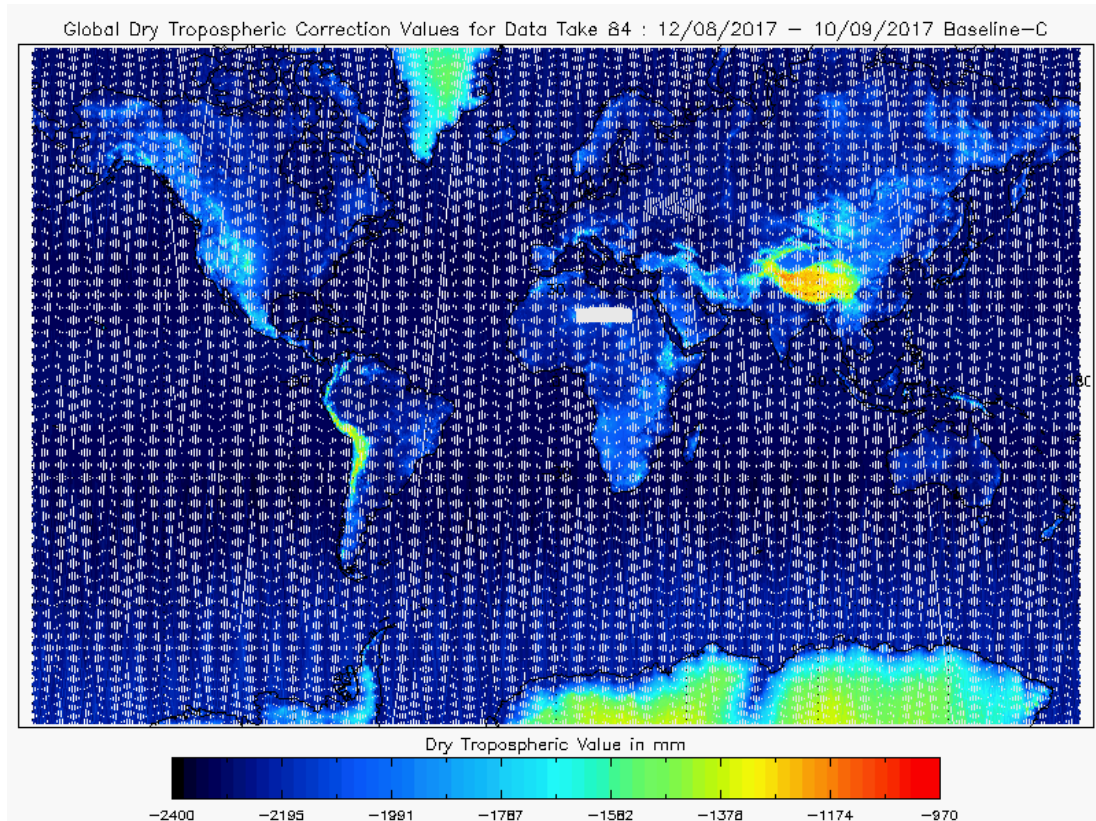 Global Dry Tropospheric Correction Values for Data Take 84 : 12/08/2017 – 10/09/2017 Baseline-C
Dry Tropospheric Value in mm
-2400 -2195 -1991 -1787 -1582 -1378 -1174 -970